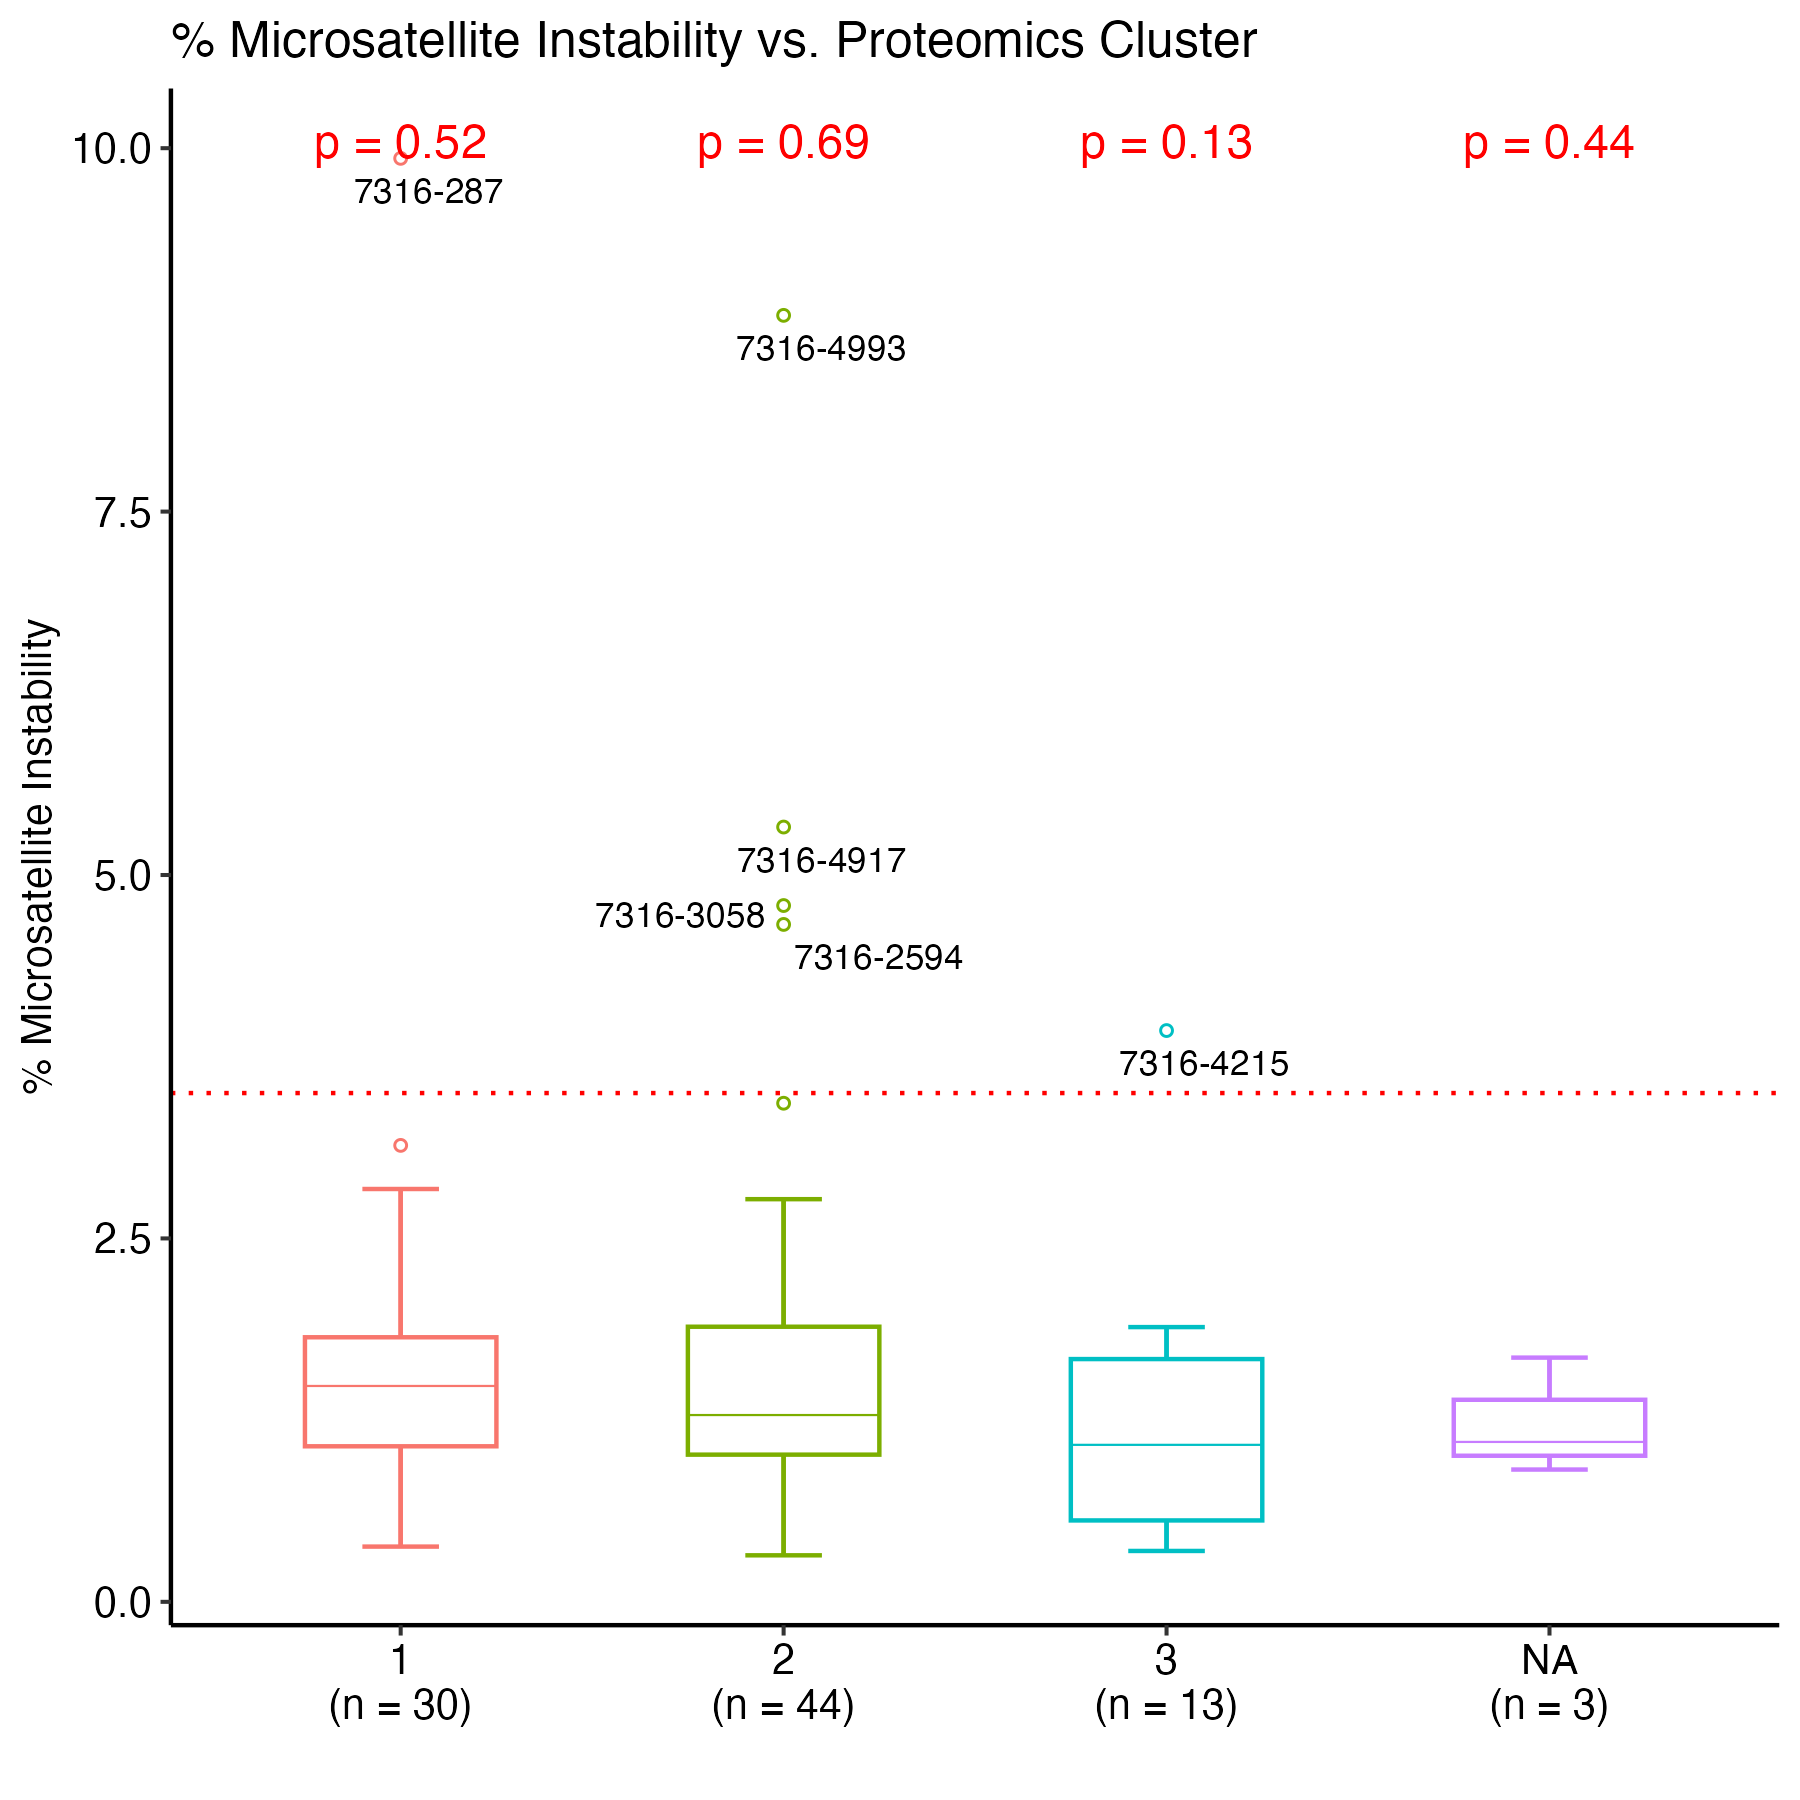 % Microsatellite Instability vs. Proteomics Cluster
% Microsatellite Instability
10.0
7.5
5.0
2.5
0.0
p = 0.52
p = 0.69
p = 0.13
p = 0.44
7316-287
7316-4993
7316-4917
7316-3058
7316-2594
7316-4215
1
(n = 30)
2
(n = 44)
3
(n = 13)
NA
(n = 3)